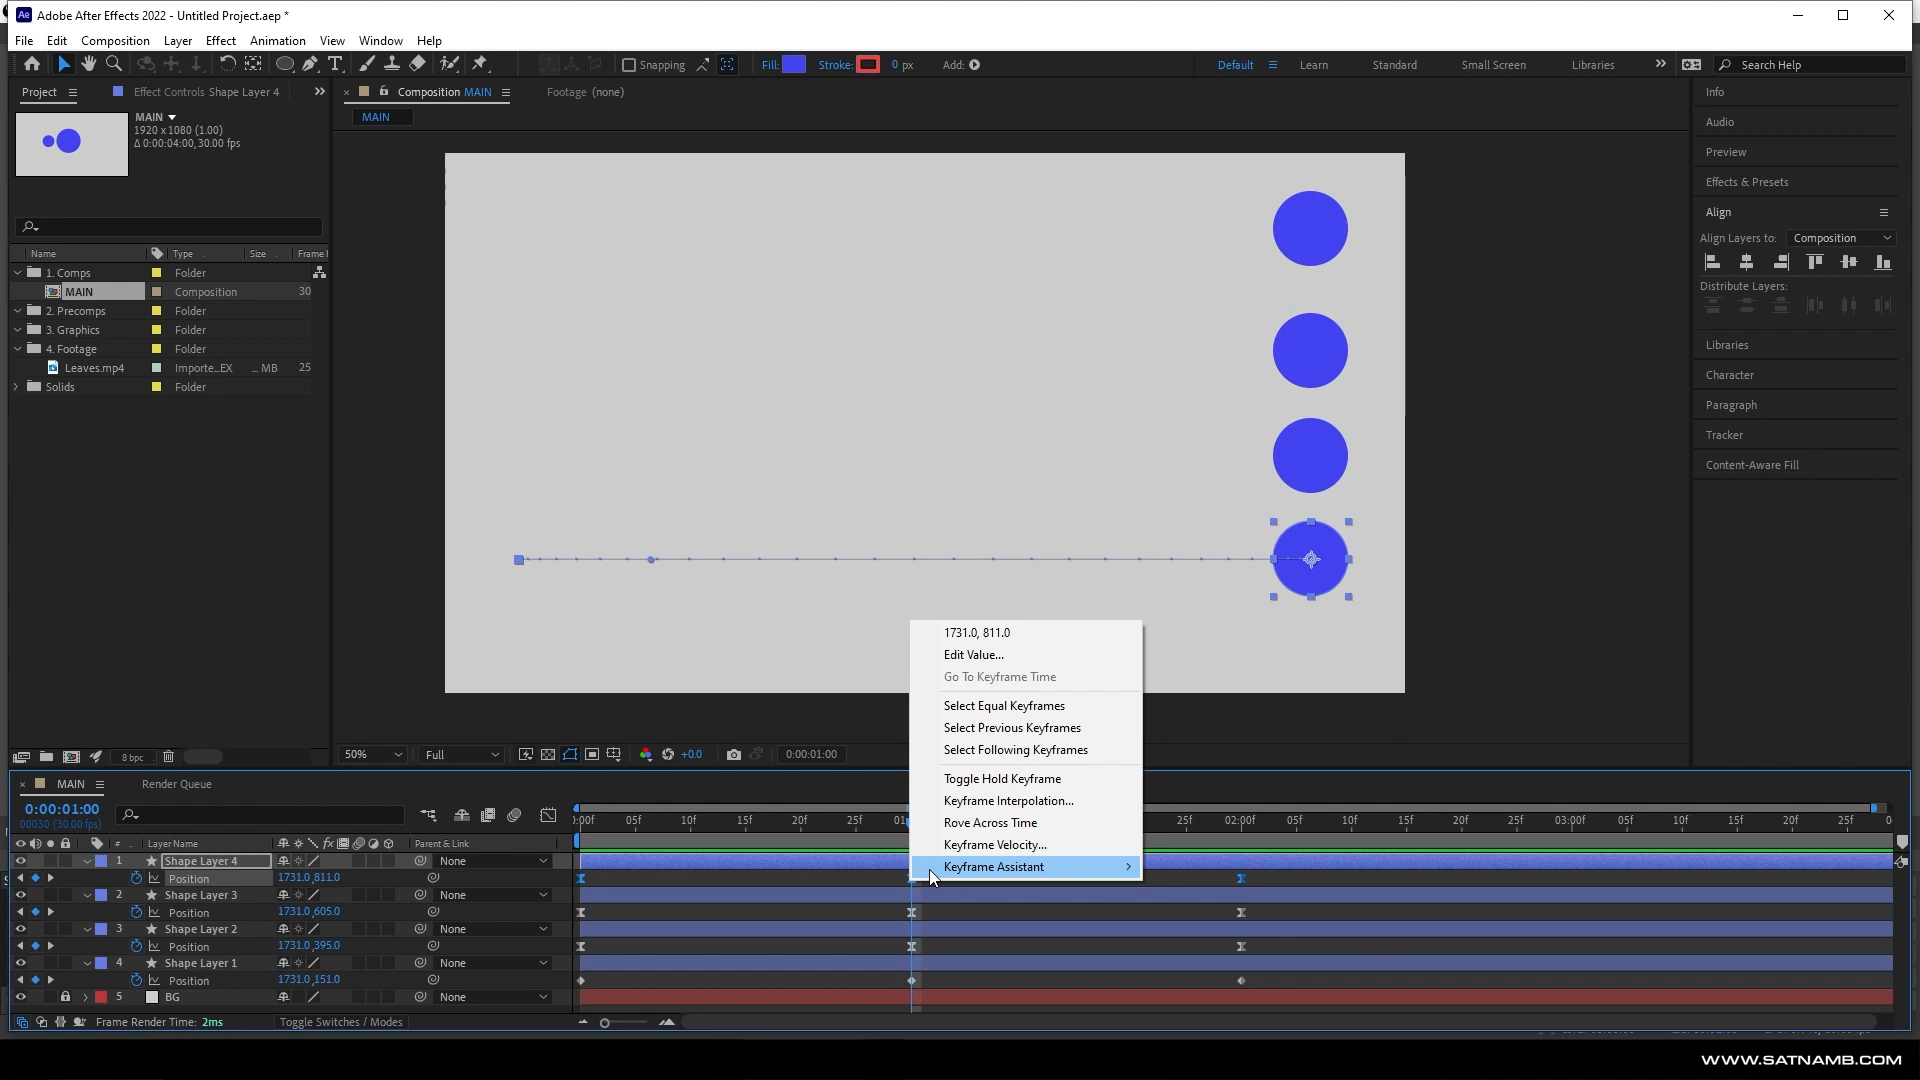 Ae Adobe After Effects 2022 - Untitled Project.aep *
File Edit Composition Layer Effect Animation View Window Help
Snapping Fill: Stroke: 0 px Add: Default Learn Standard Small Screen Libraries Search Help
Project Effect Controls Shape Layer 4
Composition MAIN Footage (none)
MAIN
MAIN
1920 x 1080 (1.00)
Δ 0:00:04:00, 30.00 fps
Name Type Size Frame
1. Comps Folder
MAIN Composition 30
2. Precomps Folder
3. Graphics Folder
4. Footage Folder
Leaves.mp4 Importe...EX ... MB 25
Solids Folder
Info
Audio
Preview
Effects & Presets
Align
Align Layers to: Composition
Distribute Layers:
Libraries
Character
Paragraph
Tracker
Content-Aware Fill
1731.0, 811.0
Edit Value...
Go To Keyframe Time
Select Equal Keyframes
Select Previous Keyframes
Select Following Keyframes
Toggle Hold Keyframe
Keyframe Interpolation...
Rove Across Time
Keyframe Velocity...
Keyframe Assistant
8 bpc
50% Full +0.0 0:00:01:00
MAIN Render Queue
0:00:01:00
00030 (30.00 fps)
:00f 05f 10f 15f 20f 25f 01 25f 02:00f 05f 10f 15f 20f 25f 03:00f 05f 10f 15f 20f 25f 0
# Layer Name fx Parent & Link
1 Shape Layer 4 None
Position 1731.0,811.0
2 Shape Layer 3 None
Position 1731.0,605.0
3 Shape Layer 2 None
Position 1731.0,395.0
4 Shape Layer 1 None
Position 1731.0,151.0
5 BG None
Frame Render Time: 2ms Toggle Switches / Modes
WWW.SATNAMB.COM